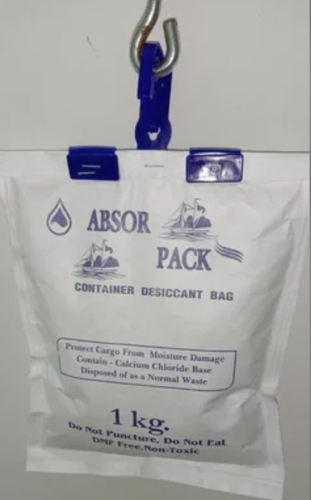 ABSOR
PACK
CONTAINER DESICCANT BAG
Protect Cargo From Moisture Damage
Contain - Calcium Chloride Base
Disposed of as a Normal Waste
1 kg.
Do Not Puncture, Do Not Eat
DMF Free, Non-Toxic